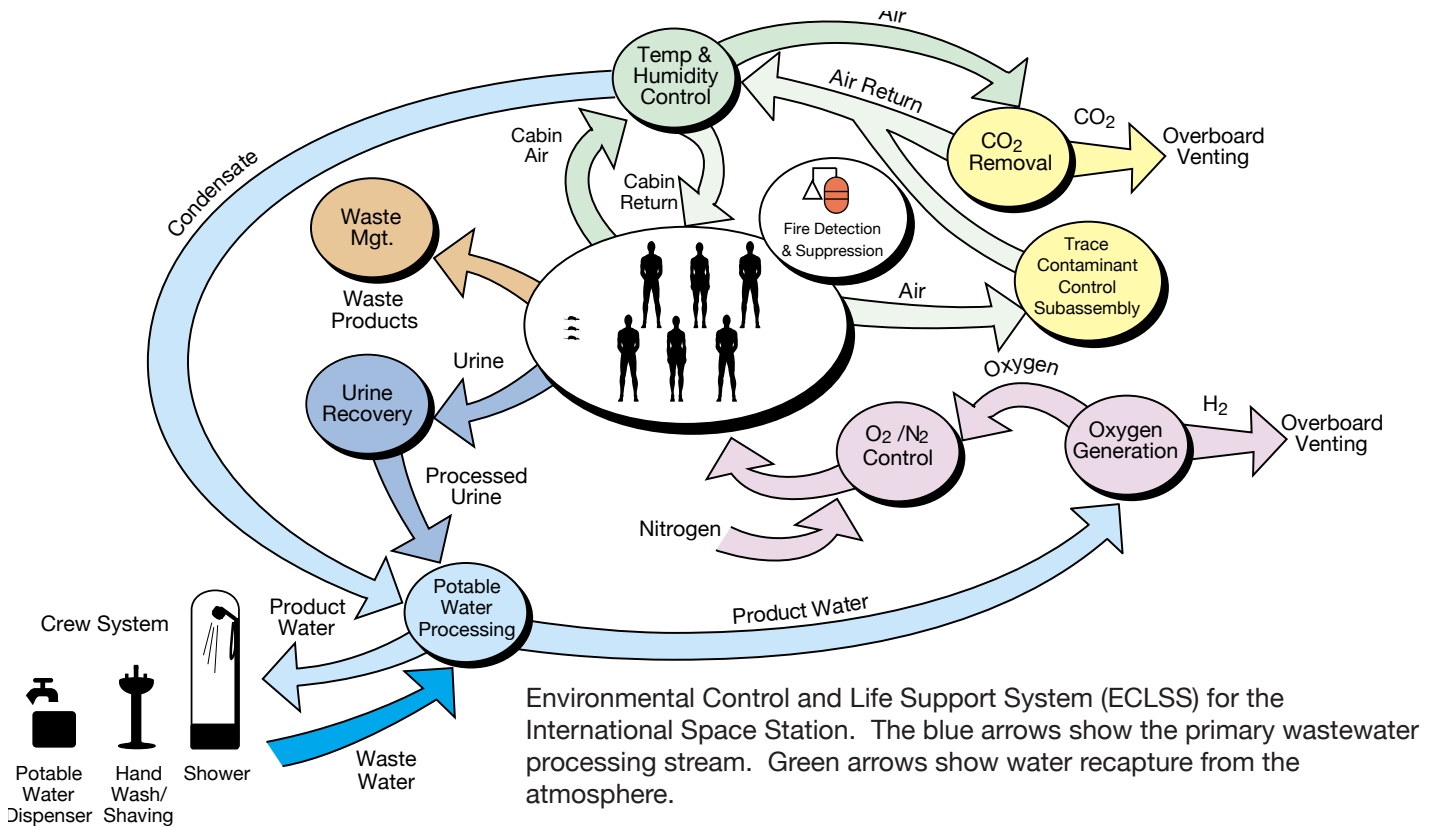 Air
Temp &
Humidity
Control
Air Return
CO2
Overboard
Venting
CO2
Removal
Cabin
Air
Cabin
Return
Condensate
Waste
Mgt.
Waste
Products
Fire Detection
& Suppression
Trace
Contaminant
Control
Subassembly
Air
Urine
Urine
Recovery
Oxygen
H2
Overboard
Venting
O2 /N2
Control
Oxygen
Generation
Processed
Urine
Nitrogen
Potable
Water
Processing
Product
Water
Product Water
Crew System
Waste
Water
Potable
Water
Dispenser
Hand
Wash/
Shaving
Shower
Environmental Control and Life Support System (ECLSS) for the
International Space Station. The blue arrows show the primary wastewater
processing stream. Green arrows show water recapture from the
atmosphere.